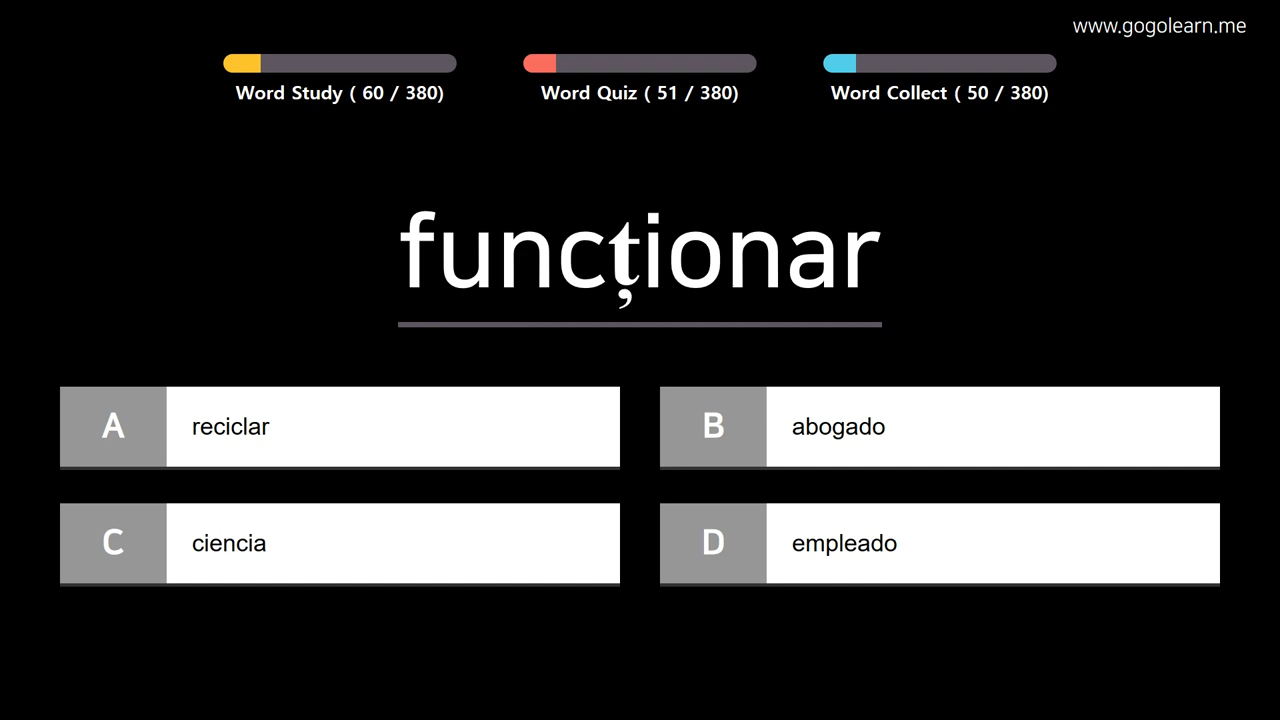 www.gogolearn.me
Word Study ( 60 / 380)
Word Quiz ( 51 / 380)
Word Collect ( 50 / 380)
funcționar
A reciclar
B abogado
C ciencia
D empleado